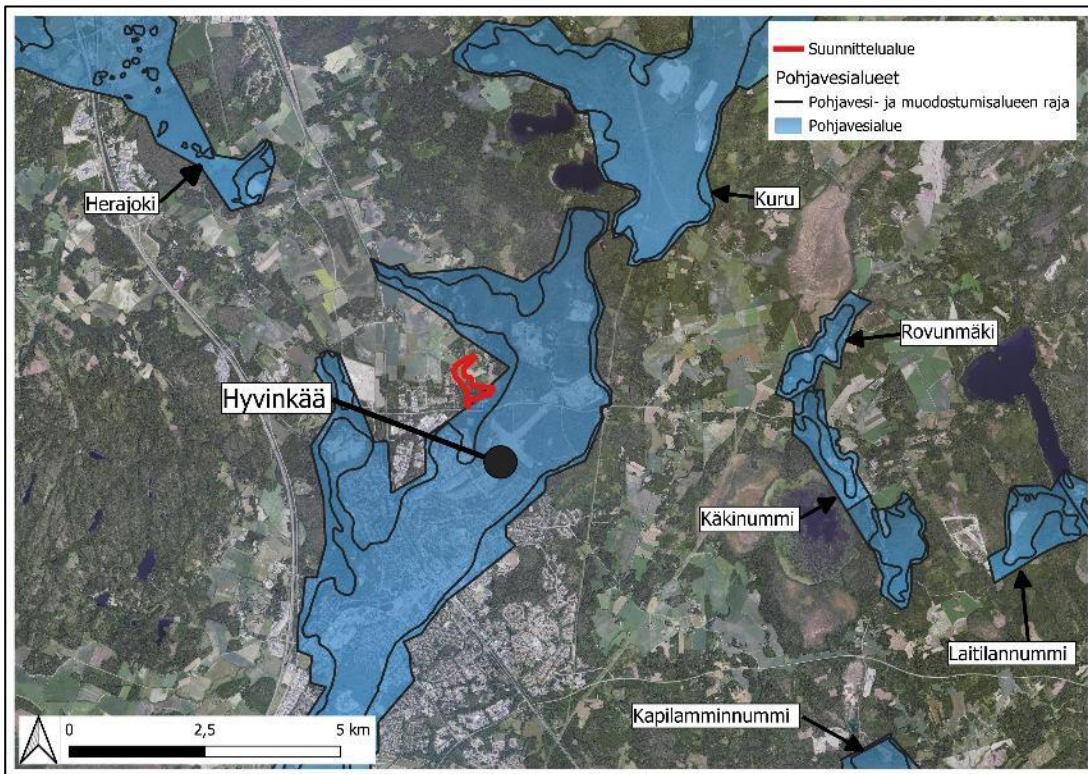 Suunnittelualue
Pohjavesialueet
Pohjavesi- ja muodostumisalueen raja
Pohjavesialue
Herajoki
Kuru
Rovunmäki
Hyvinkää
Käkinummi
Laitilannummi
Kapilamminnummi
0 2,5 5 km